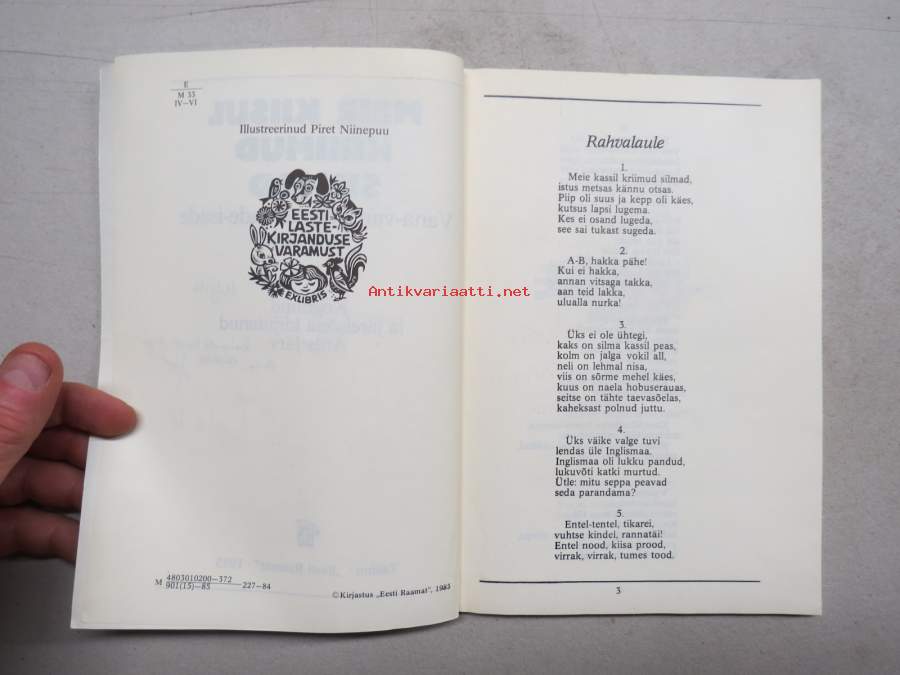 E
M 33
IV—VI
Illustreerinud Piret Niinepuu
EESTI
LASTE-
KIRJANDUSE
VARAMUST
EXLIBRIS
M 4803010200—372
901(15)—85 227—84
©Kirjastus „Eesti Raamat", 1985
Rahvalaule
1.
Meie kassil kriimud silmad,
istus metsas kännu otsas.
Piip oli suus ja kepp oli käes,
kutsus lapsi lugema.
Kes ei osand lugeda,
see sai tukast sugeda.
2.
A-B, hakka pähe!
Kui ei hakka,
annan vitsaga takka,
aan teid lakka,
ulualla nurka!
3.
Üks ei ole ühtegi,
kaks on silma kassil peas,
kolm on jalga vokil all,
neli on lehmal nisa,
viis on sõrme mehel käes,
kuus on naela hobuserauas,
seitse on tähte taevasõelas,
kaheksast polnud juttu.
4.
Üks väike valge tuvi
lendas üle Inglismaa.
Inglismaa oli lukku pandud,
lukuvõti katki murtud.
Ütle: mitu seppa peavad
seda parandama?
5.
Entel-tentel, tikarei,
vuhtse kindei, rannatäi!
Entel nood, kiisa prood,
virrak, virrak, tumes tood.
3
Antikvariaatti.net